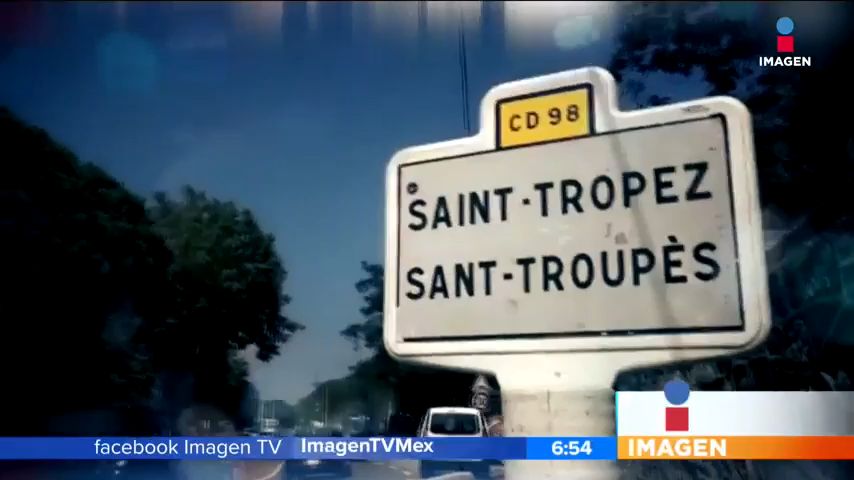 IMAGEN
CD 98
SAINT-TROPEZ
SANT-TROUPÈS
facebook Imagen TV ImagenTVMex 6:54 IMAGEN